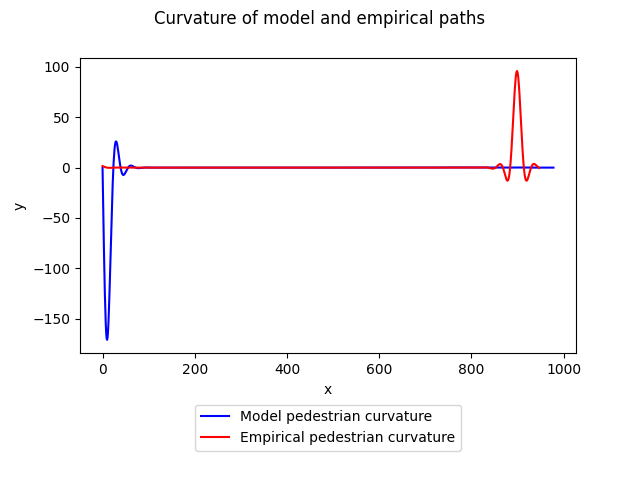 Curvature of model and empirical paths
100
50
0
−50
−100
−150
y
0 200 400 600 800 1000
x
Model pedestrian curvature
Empirical pedestrian curvature